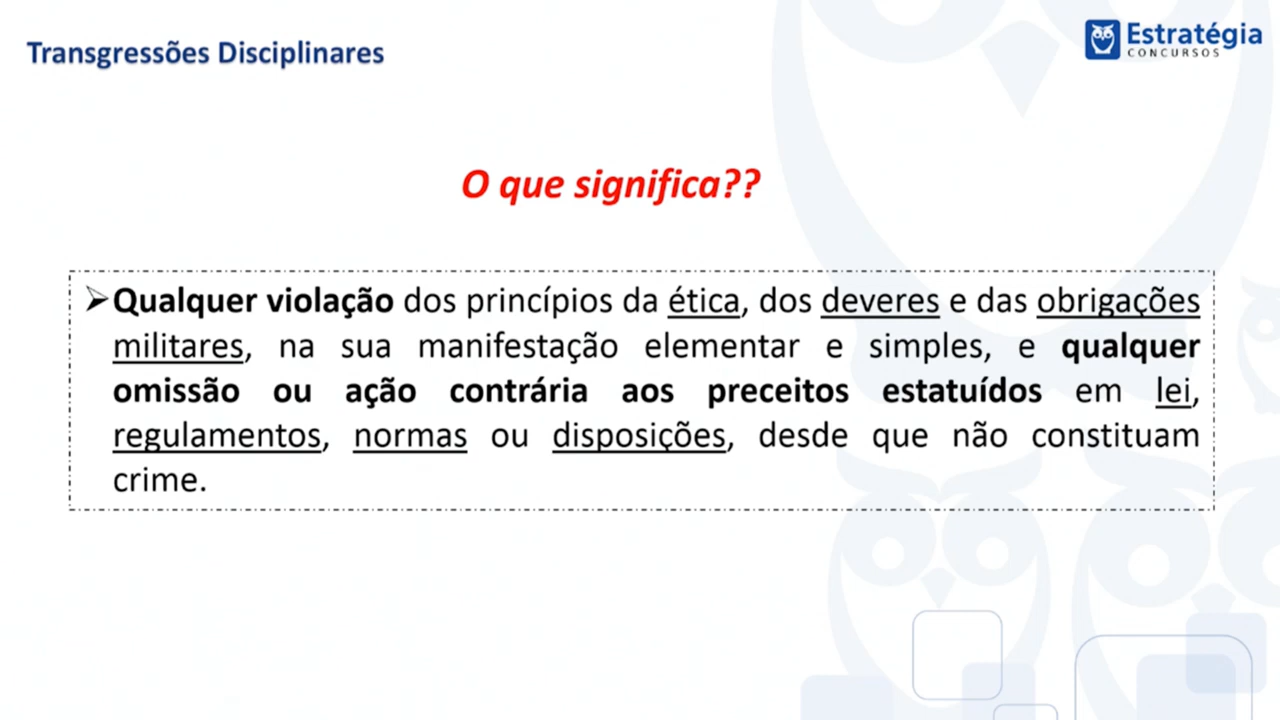 Transgressões Disciplinares
Estratégia
CONCURSOS
O que significa??
➢Qualquer violação dos princípios da ética, dos deveres e das obrigações
militares, na sua manifestação elementar e simples, e qualquer
omissão ou ação contrária aos preceitos estatuídos em lei,
regulamentos, normas ou disposições, desde que não constituam
crime.